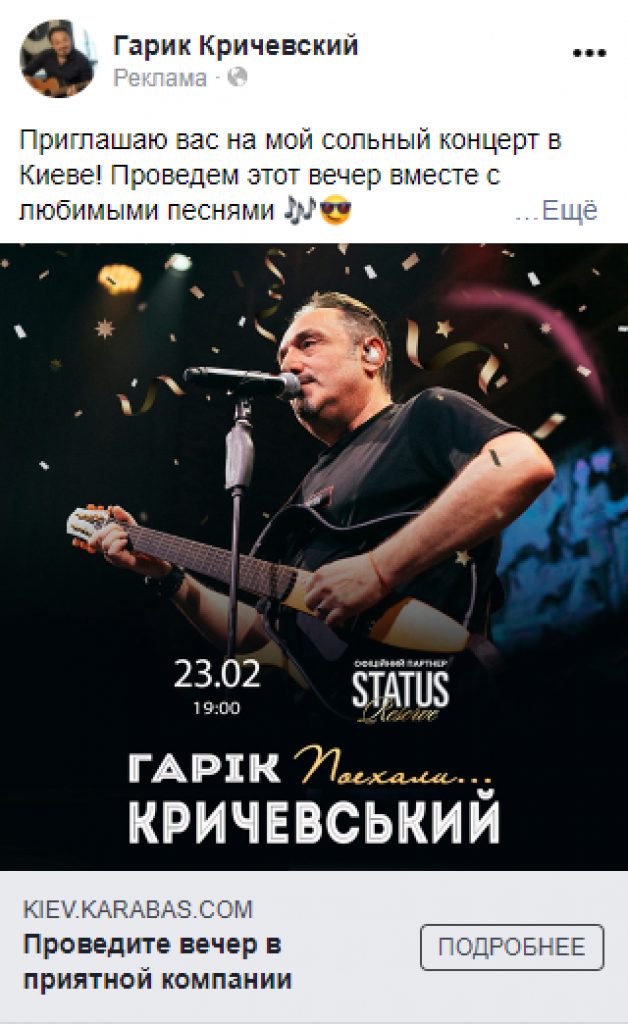 Гарик Кричевский
Реклама ·
Приглашаю вас на мой сольный концерт в
Киеве! Проведем этот вечер вместе с
любимыми песнями 🎶😎 ...Ещё
23.02
19:00
ОФІЦІЙНИЙ ПАРТНЕР
STATUS
Reserve
ГАРІК Поехали...
КРИЧЕВСЬКИЙ
KIEV.KARABAS.COM
Проведите вечер в
приятной компании
ПОДРОБНЕЕ